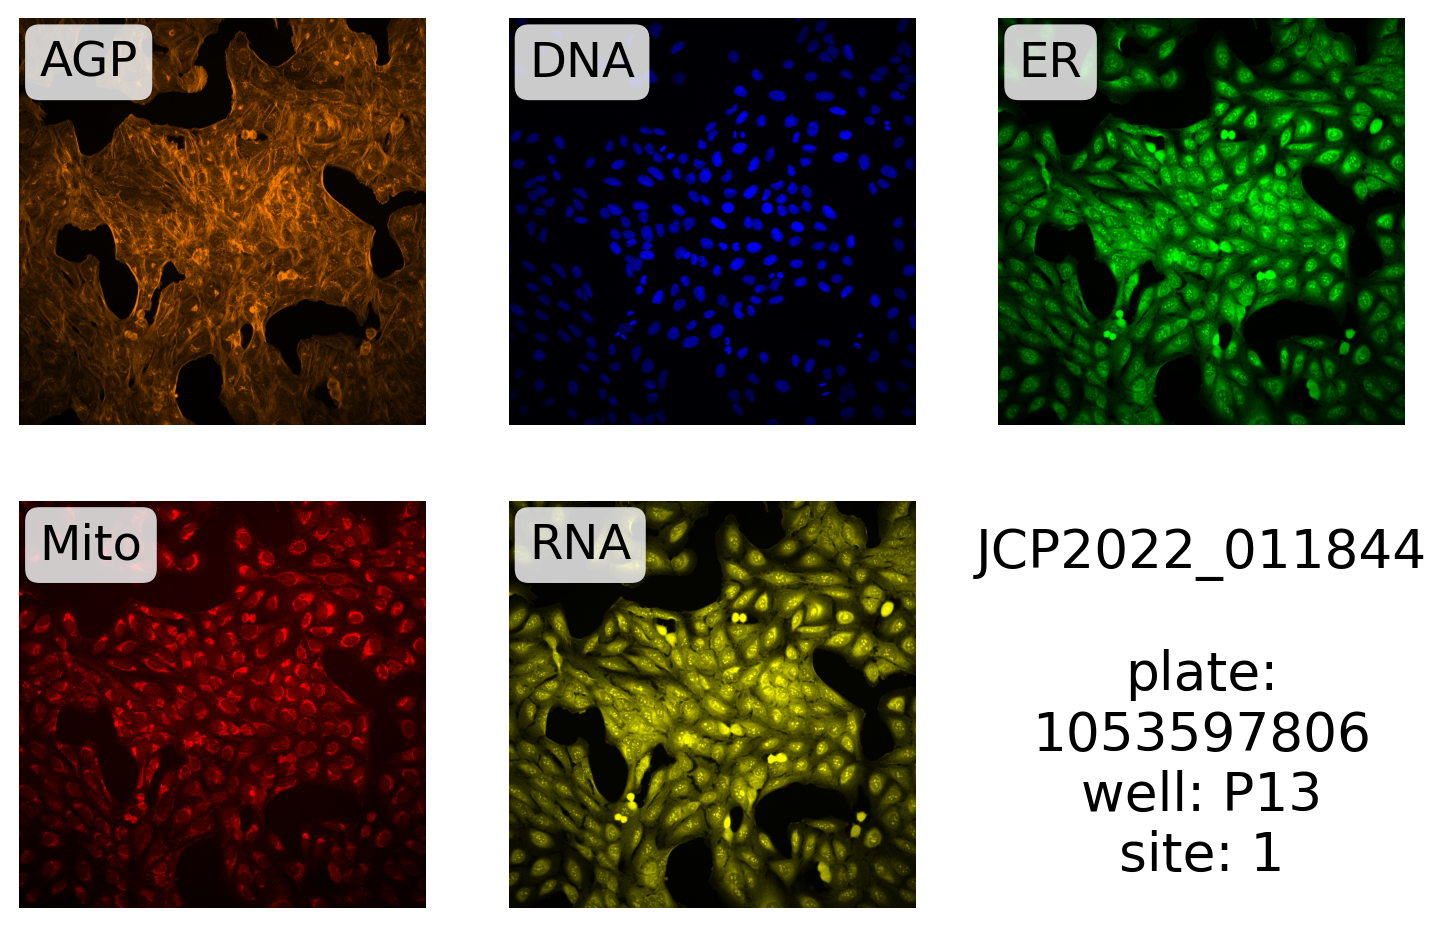 AGP
DNA
ER
Mito
RNA
JCP2022_011844
plate:
1053597806
well: P13
site: 1